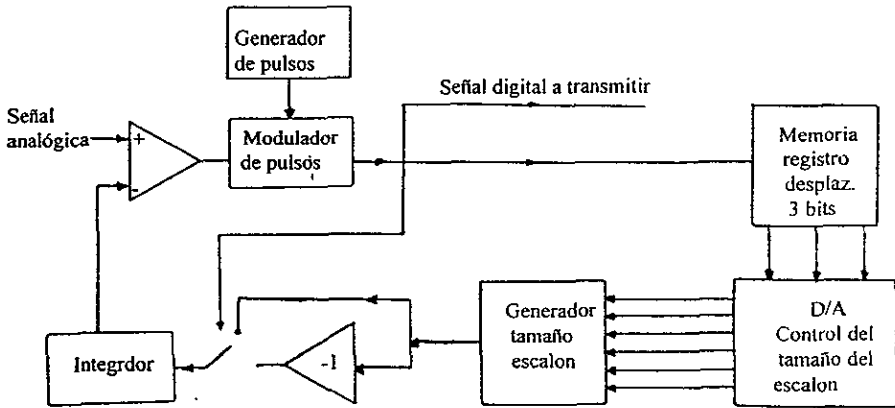 Generador
de pulsos
Señal digital a transmitir
Señal
analógica
+
-
Modulador
de pulsos
Memoria
registro
desplaz.
3 bits
Integrdor
-1
Generador
tamaño
escalon
D/A
Control del
tamaño del
escalon